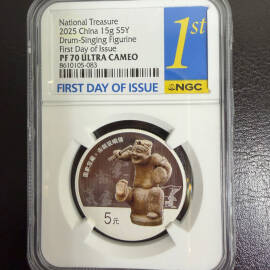 National Treasure
2025 China 15g S5Y
Drum-Singing Figurine
First Day of Issue
PF 70 ULTRA CAMEO
8610105-083
FIRST DAY OF ISSUE
1st
NGC
5元